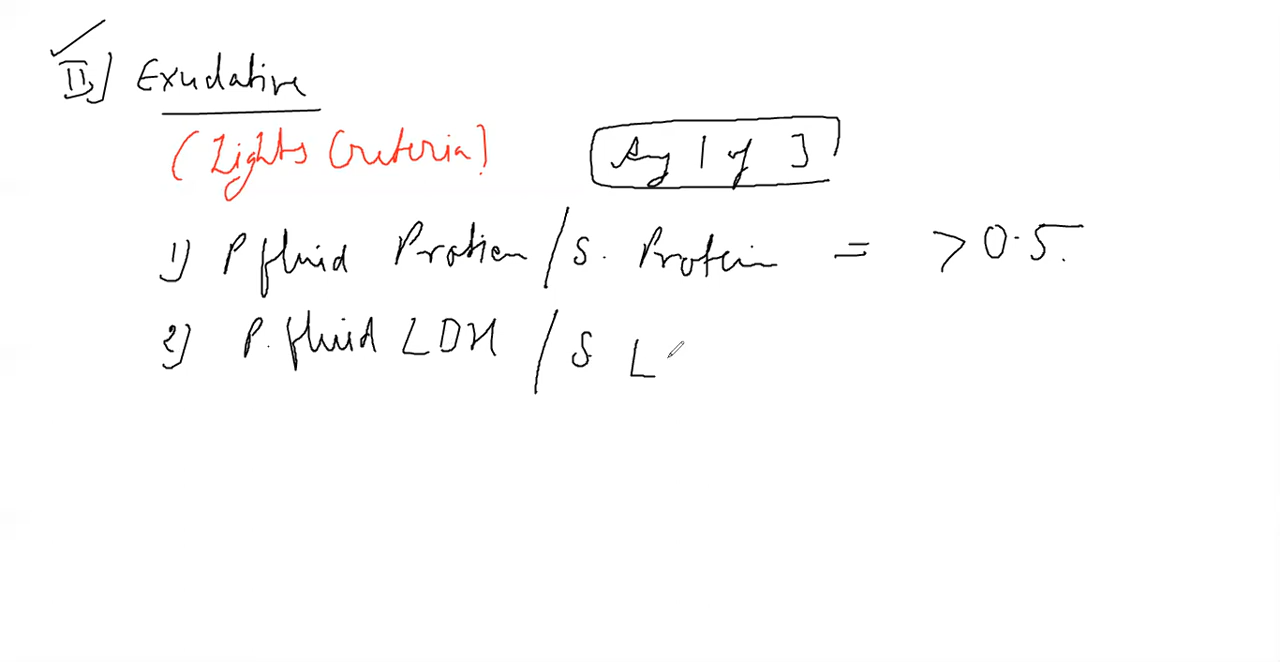 II) Exudative
(Lights Criteria) Any 1 of 3
1) P fluid Protien / S. Protein = > 0.5.
2) P. fluid LDH / S L